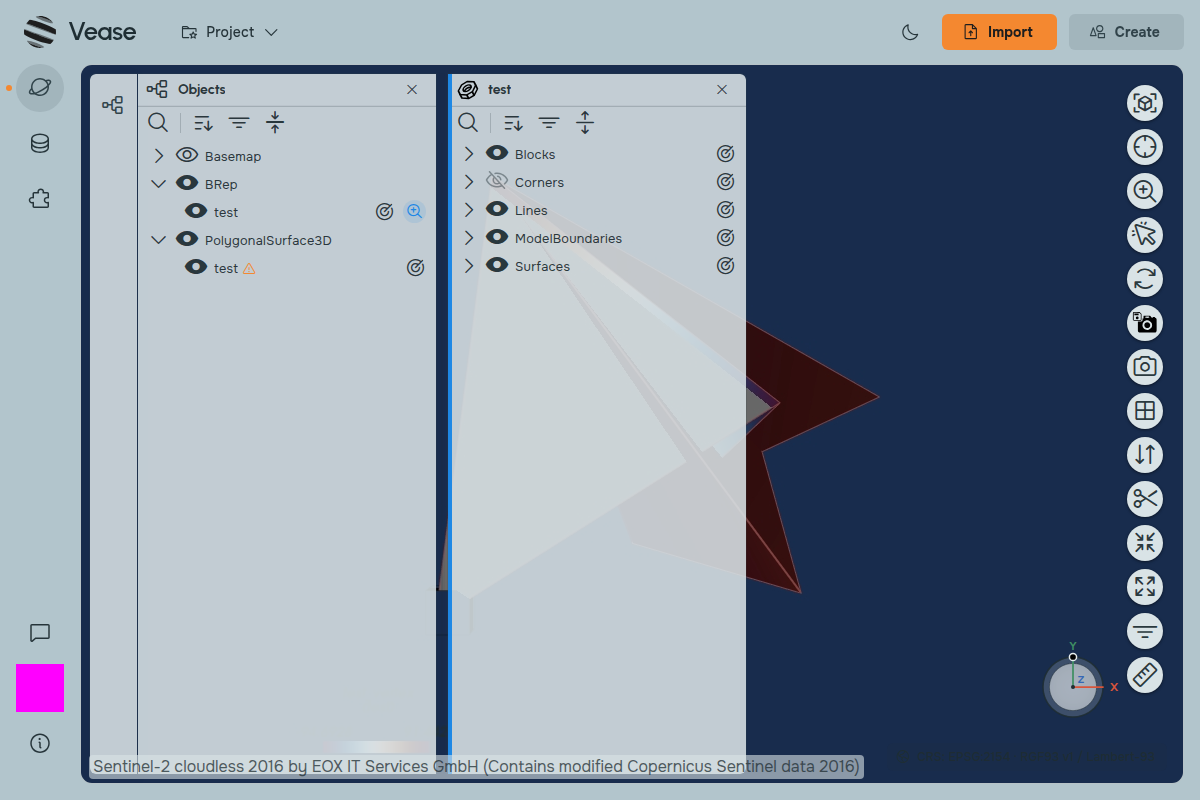 Vease
Project
Import
Create
Objects
test
Basemap
BRep
test
PolygonalSurface3D
test
Blocks
Corners
Lines
ModelBoundaries
Surfaces
Y
Z
X
Sentinel-2 cloudless 2016 by EOX IT Services GmbH (Contains modified Copernicus Sentinel data 2016)